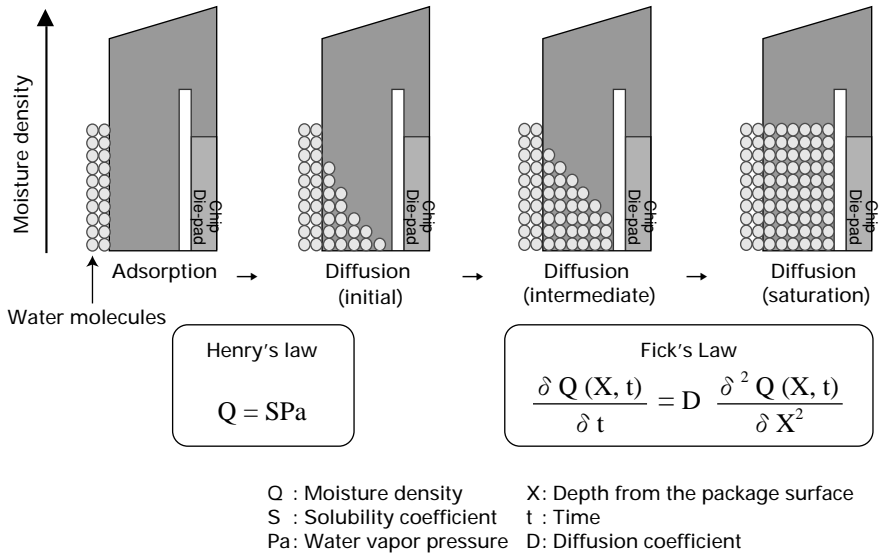 Moisture density
Chip
Die-pad
Chip
Die-pad
Chip
Die-pad
Chip
Die-pad
Adsorption → Diffusion (initial) → Diffusion (intermediate) → Diffusion (saturation)
Water molecules
Henry's law
Q = SPa
Fick's Law
δ Q (X, t) / δ t = D δ ² Q (X, t) / δ X²
Q : Moisture density
S : Solubility coefficient
Pa: Water vapor pressure
X: Depth from the package surface
t : Time
D: Diffusion coefficient